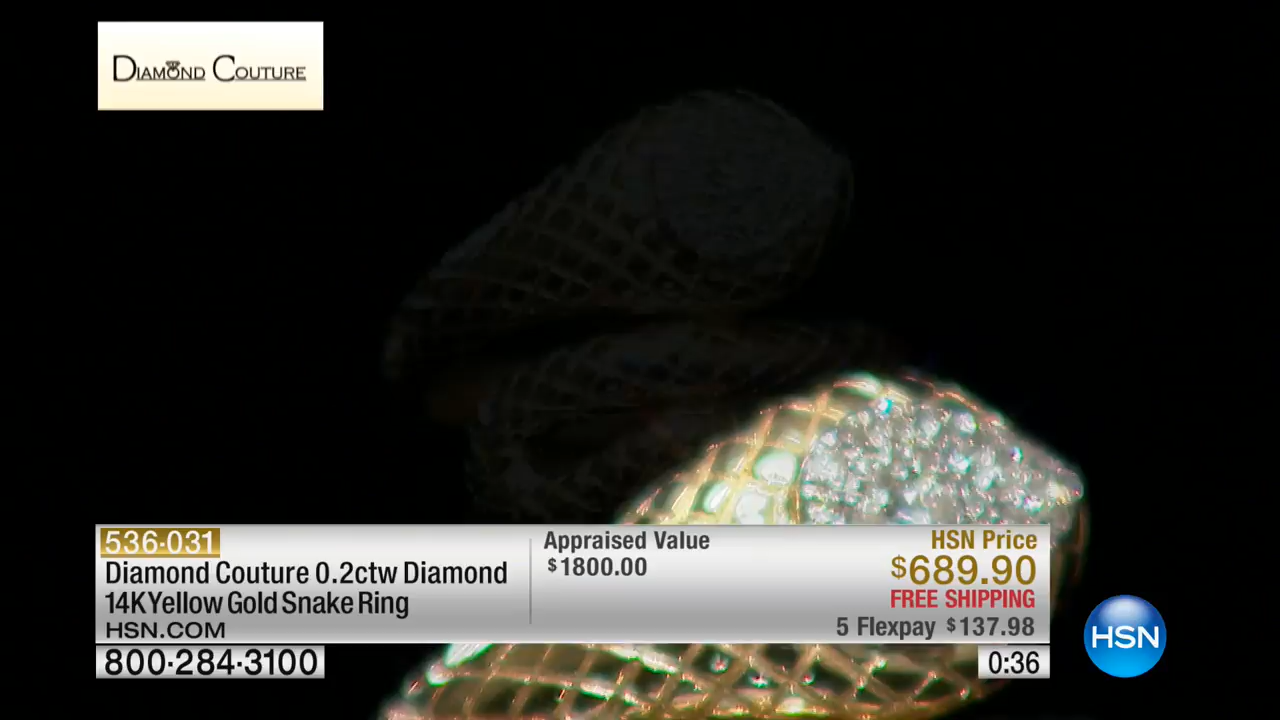 DIAMOND COUTURE
536-031
Diamond Couture 0.2ctw Diamond
14K Yellow Gold Snake Ring
HSN.COM
800-284-3100
Appraised Value
$1800.00
HSN Price
$689.90
FREE SHIPPING
5 Flexpay $137.98
0:36
HSN